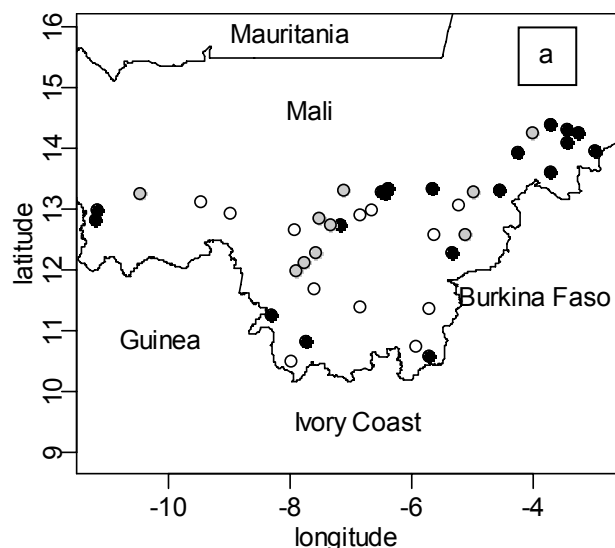 Mauritania
a
Mali
Burkina Faso
Guinea
Ivory Coast
latitude
16
15
14
13
12
11
10
9
-10
-8
-6
-4
longitude